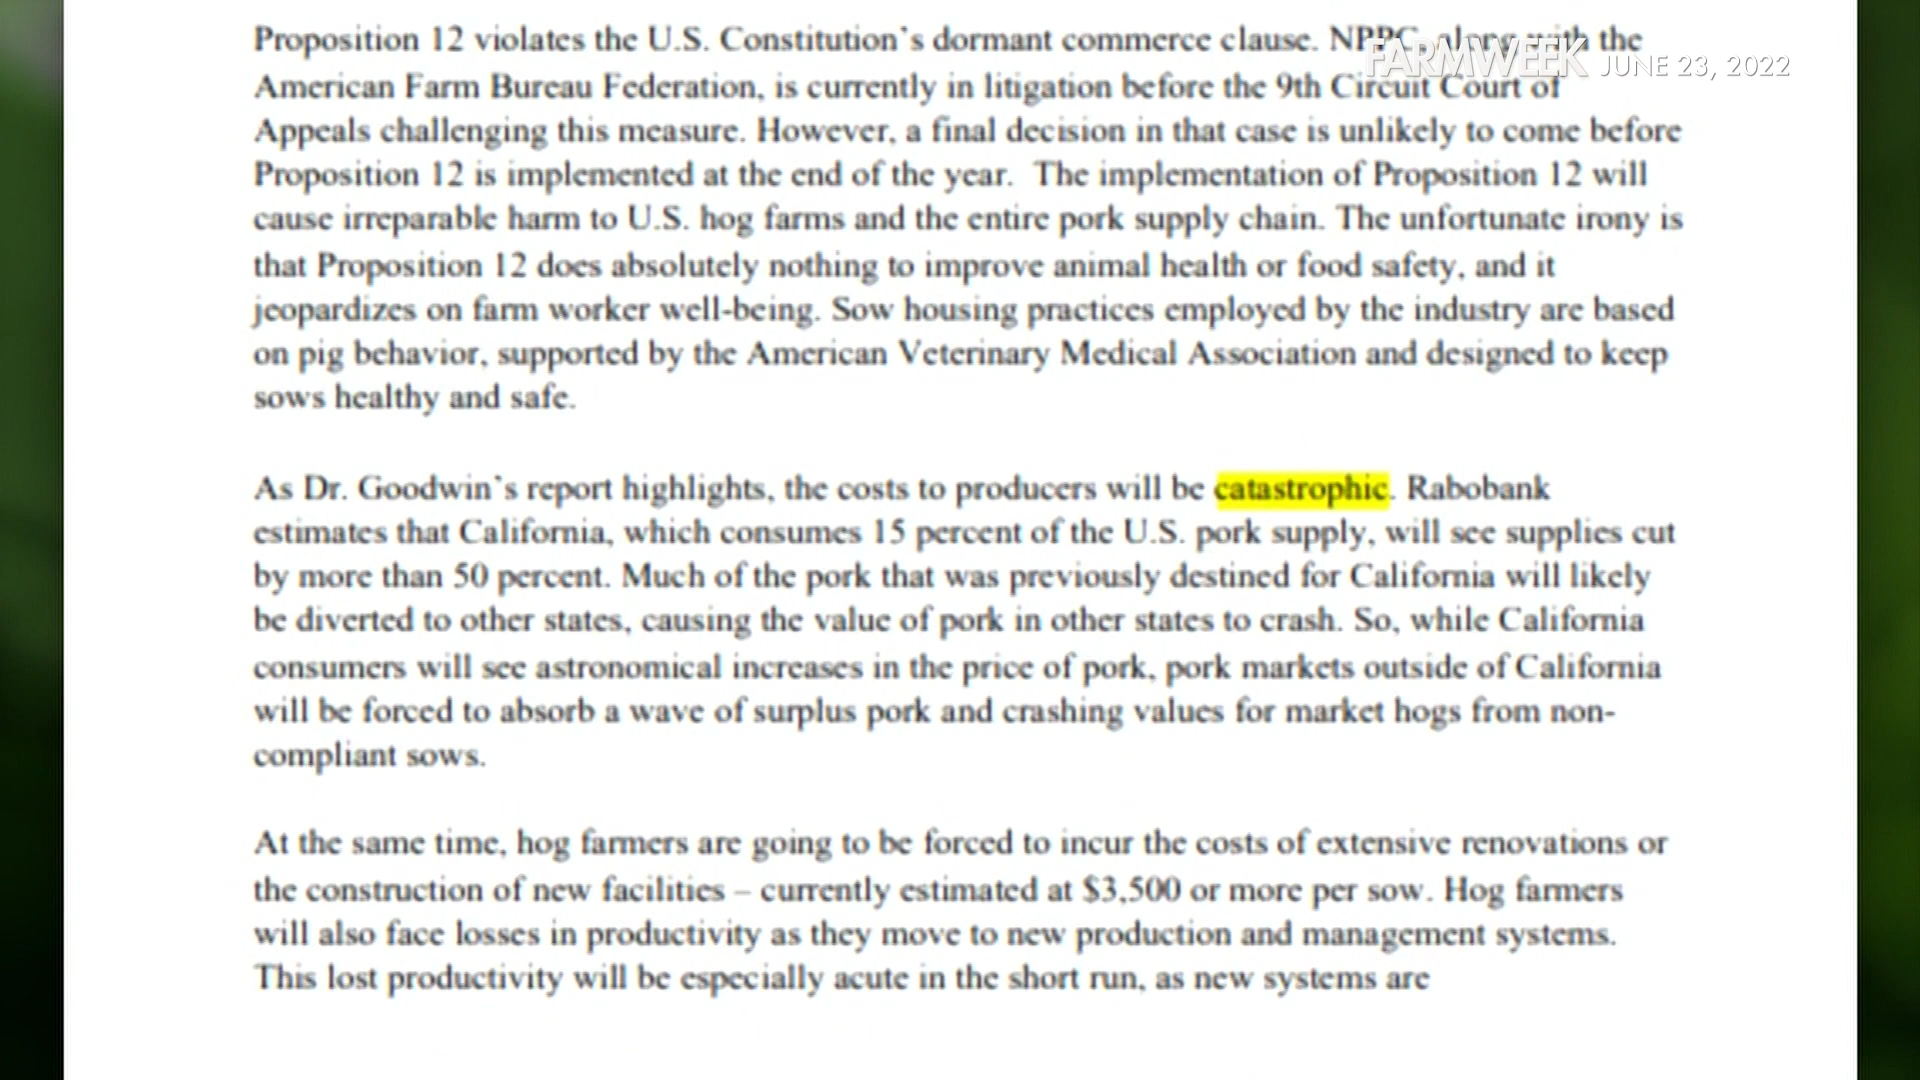 Proposition 12 violates the U.S. Constitution's dormant commerce clause. NPPC, along with the
FARMWEEK JUNE 23, 2022
American Farm Bureau Federation, is currently in litigation before the 9th Circuit Court of
Appeals challenging this measure. However, a final decision in that case is unlikely to come before
Proposition 12 is implemented at the end of the year. The implementation of Proposition 12 will
cause irreparable harm to U.S. hog farms and the entire pork supply chain. The unfortunate irony is
that Proposition 12 does absolutely nothing to improve animal health or food safety, and it
jeopardizes on farm worker well-being. Sow housing practices employed by the industry are based
on pig behavior, supported by the American Veterinary Medical Association and designed to keep
sows healthy and safe.
As Dr. Goodwin's report highlights, the costs to producers will be catastrophic. Rabobank
estimates that California, which consumes 15 percent of the U.S. pork supply, will see supplies cut
by more than 50 percent. Much of the pork that was previously destined for California will likely
be diverted to other states, causing the value of pork in other states to crash. So, while California
consumers will see astronomical increases in the price of pork, pork markets outside of California
will be forced to absorb a wave of surplus pork and crashing values for market hogs from non-
compliant sows.
At the same time, hog farmers are going to be forced to incur the costs of extensive renovations or
the construction of new facilities – currently estimated at $3,500 or more per sow. Hog farmers
will also face losses in productivity as they move to new production and management systems.
This lost productivity will be especially acute in the short run, as new systems are